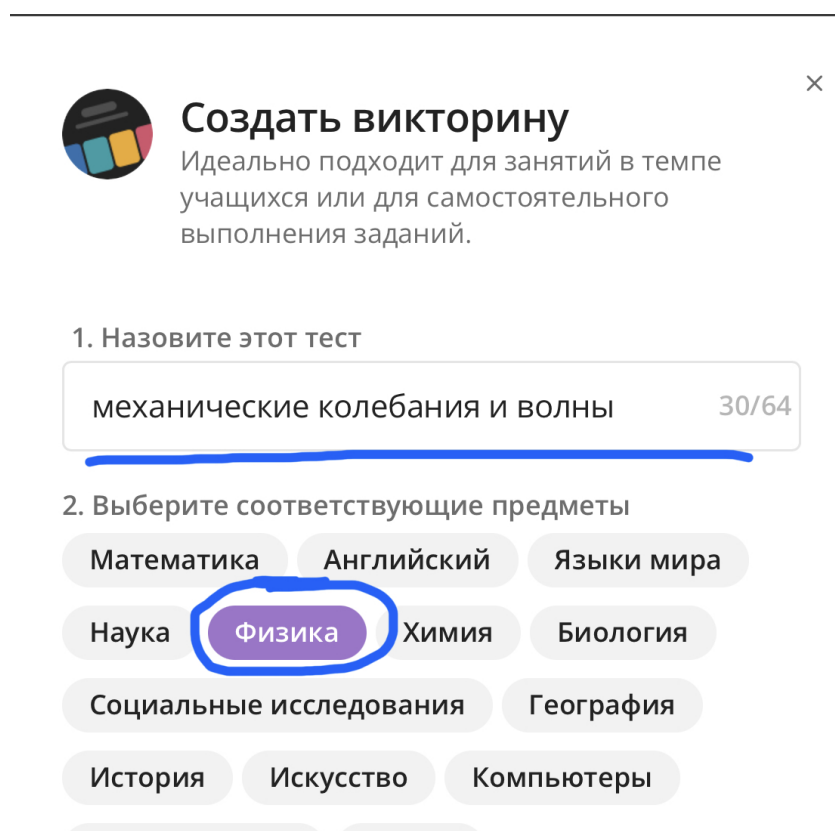 Создать викторину
Идеально подходит для занятий в темпе
учащихся или для самостоятельного
выполнения заданий.
1. Назовите этот тест
механические колебания и волны 30/64
2. Выберите соответствующие предметы
Математика Английский Языки мира
Наука Физика Химия Биология
Социальные исследования География
История Искусство Компьютеры